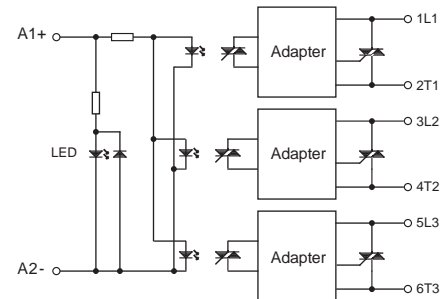 A1+
1L1
Adapter
2T1
3L2
LED
Adapter
4T2
5L3
A2-
Adapter
6T3